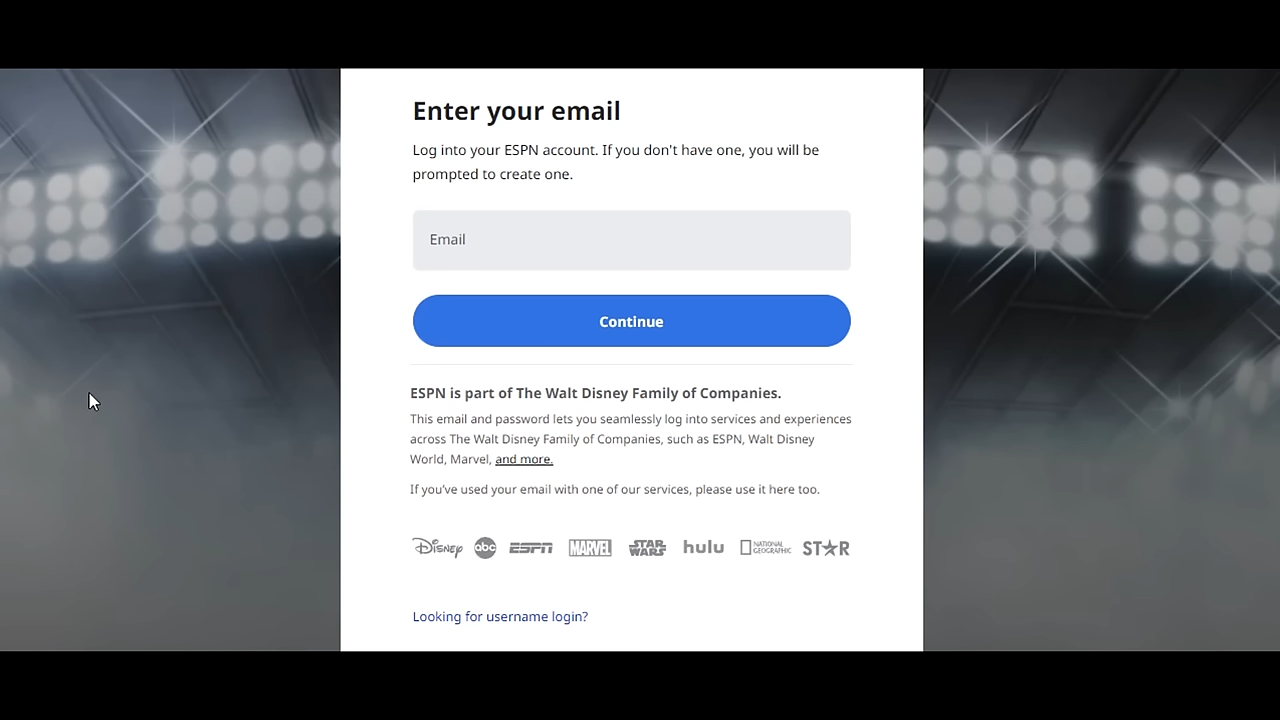 Enter your email
Log into your ESPN account. If you don't have one, you will be
prompted to create one.
Email
Continue
ESPN is part of The Walt Disney Family of Companies.
This email and password lets you seamlessly log into services and experiences
across The Walt Disney Family of Companies, such as ESPN, Walt Disney
World, Marvel, and more.
If you've used your email with one of our services, please use it here too.
Disney abc ESPN MARVEL STAR WARS hulu NATIONAL GEOGRAPHIC STAR
Looking for username login?